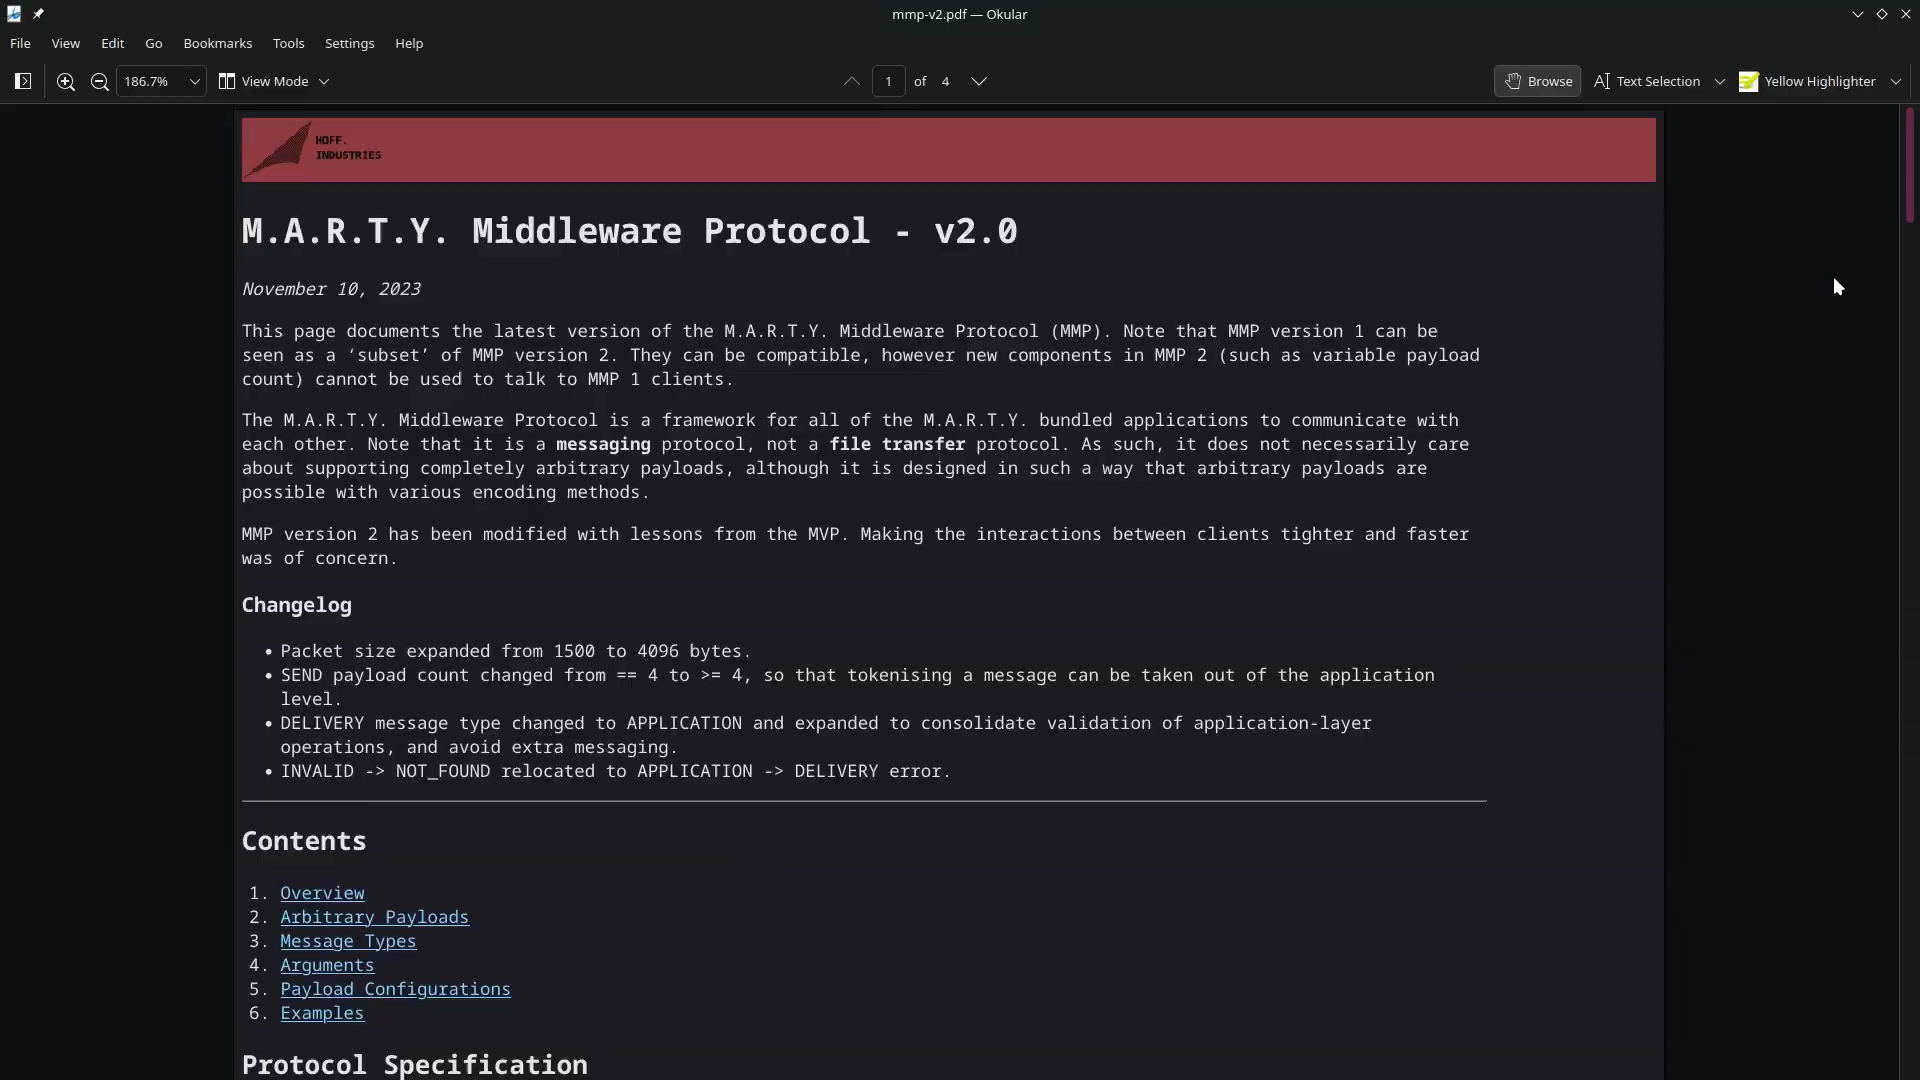 mmp-v2.pdf — Okular
File View Edit Go Bookmarks Tools Settings Help
186.7% View Mode 1 of 4 Browse Text Selection Yellow Highlighter
HOFF.
INDUSTRIES
M.A.R.T.Y. Middleware Protocol - v2.0
November 10, 2023
This page documents the latest version of the M.A.R.T.Y. Middleware Protocol (MMP). Note that MMP version 1 can be
seen as a ‘subset’ of MMP version 2. They can be compatible, however new components in MMP 2 (such as variable payload
count) cannot be used to talk to MMP 1 clients.
The M.A.R.T.Y. Middleware Protocol is a framework for all of the M.A.R.T.Y. bundled applications to communicate with
each other. Note that it is a messaging protocol, not a file transfer protocol. As such, it does not necessarily care
about supporting completely arbitrary payloads, although it is designed in such a way that arbitrary payloads are
possible with various encoding methods.
MMP version 2 has been modified with lessons from the MVP. Making the interactions between clients tighter and faster
was of concern.
Changelog
• Packet size expanded from 1500 to 4096 bytes.
• SEND payload count changed from == 4 to >= 4, so that tokenising a message can be taken out of the application
level.
• DELIVERY message type changed to APPLICATION and expanded to consolidate validation of application-layer
operations, and avoid extra messaging.
• INVALID -> NOT_FOUND relocated to APPLICATION -> DELIVERY error.
Contents
1. Overview
2. Arbitrary Payloads
3. Message Types
4. Arguments
5. Payload Configurations
6. Examples
Protocol Specification